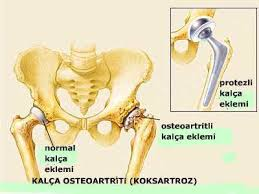 protezli
kalça
eklemi
osteoartritli
kalça eklemi
normal
kalça
eklemi
KALÇA OSTEOARTRİTİ (KOKSARTROZ)